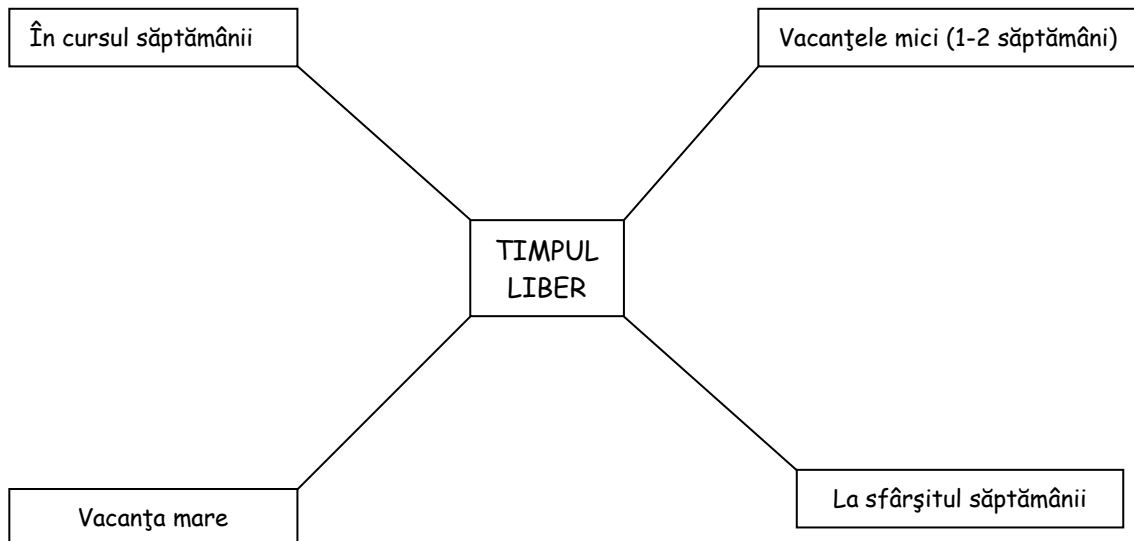 În cursul săptămânii
Vacanţele mici (1-2 săptămâni)
TIMPUL
LIBER
Vacanţa mare
La sfârşitul săptămânii